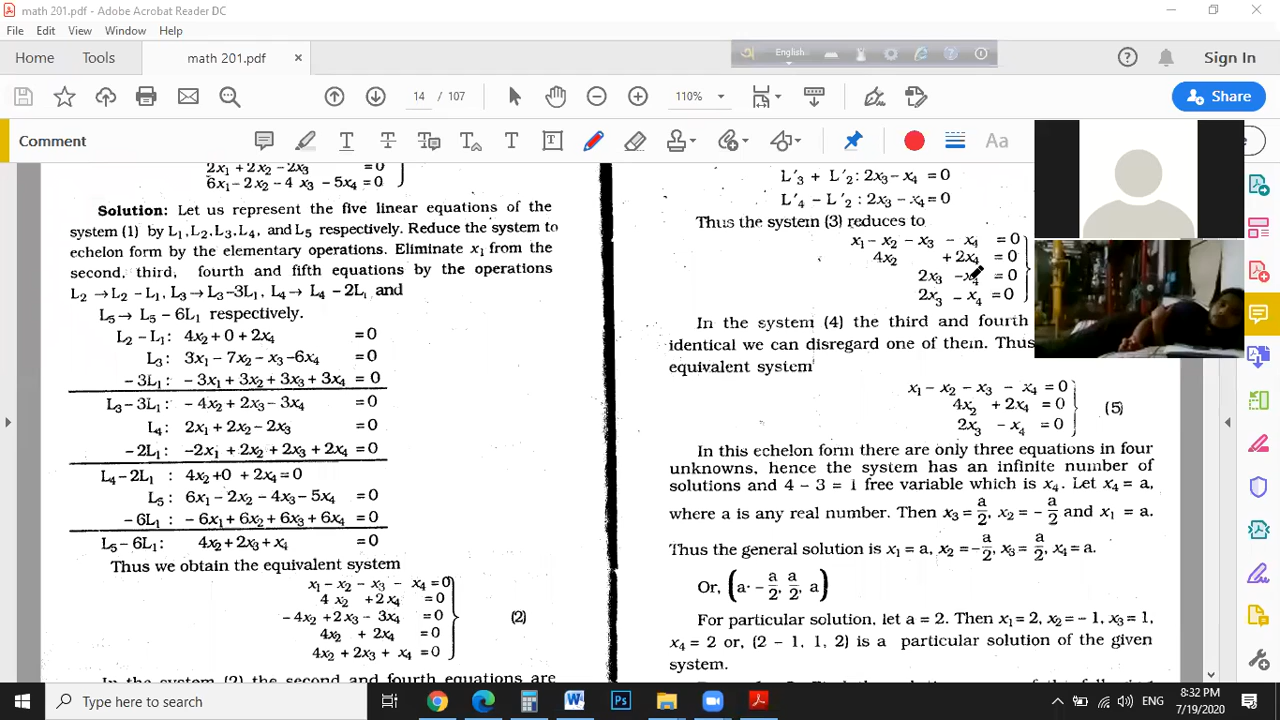 math 201.pdf - Adobe Acrobat Reader DC
File Edit View Window Help
English
Home Tools math 201.pdf × Sign In
14 / 107 110% Share
Comment Aa
2x₁ + 2x₂ – 2x₃ = 0
6x₁ – 2x₂ – 4 x₃ – 5x₄ = 0
Solution: Let us represent the five linear equations of the
system (1) by L₁, L₂, L₃, L₄, and L₅ respectively. Reduce the system to
echelon form by the elementary operations. Eliminate x₁ from the
second, third, fourth and fifth equations by the operations
L₂ → L₂ – L₁, L₃ → L₃ –3L₁, L₄ → L₄ – 2L₁ and
L₅ → L₅ – 6L₁ respectively.
L₂ – L₁: 4x₂ + 0 + 2x₄ = 0
L₃: 3x₁ – 7x₂ – x₃ –6x₄ = 0
– 3L₁: – 3x₁ + 3x₂ + 3x₃ + 3x₄ = 0
L₃ – 3L₁: – 4x₂ + 2x₃ – 3x₄ = 0
L₄: 2x₁ + 2x₂ – 2x₃ = 0
– 2L₁: –2x₁ + 2x₂ + 2x₃ + 2x₄ = 0
L₄ – 2L₁ : 4x₂ +0 + 2x₄ = 0
L₅ : 6x₁ – 2x₂ – 4x₃ – 5x₄ = 0
– 6L₁ : – 6x₁ + 6x₂ + 6x₃ + 6x₄ = 0
L₅ – 6L₁: 4x₂ + 2x₃ + x₄ = 0
Thus we obtain the equivalent system
x₁ – x₂ – x₃ – x₄ = 0
4 x₂ + 2x₄ = 0
– 4x₂ + 2x₃ – 3x₄ = 0 (2)
4x₂ + 2x₄ = 0
4x₂ + 2x₃ + x₄ = 0
In the system (2) the second and fourth equations are
L′₃ + L′₂ : 2x₃ – x₄ = 0
L′₄ – L′₂ : 2x₃ – x₄ = 0
Thus the system (3) reduces to
x₁ – x₂ – x₃ – x₄ = 0
4x₂ + 2x₄ = 0
2x₃ – x₄ = 0
2x₃ – x₄ = 0
In the system (4) the third and fourth
identical we can disregard one of them. Thus
equivalent system
x₁ – x₂ – x₃ – x₄ = 0
4x₂ + 2x₄ = 0 (5)
2x₃ – x₄ = 0
In this echelon form there are only three equations in four
unknowns, hence the system has an infinite number of
solutions and 4 – 3 = 1 free variable which is x₄. Let x₄ = a,
where a is any real number. Then x₃ = a/2, x₂ = – a/2 and x₁ = a.
Thus the general solution is x₁ = a, x₂ = –a/2, x₃ = a/2, x₄ = a.
Or, (a · – a/2, a/2, a)
For particular solution, let a = 2. Then x₁ = 2, x₂ = – 1, x₃ = 1,
x₄ = 2 or, (2 – 1, 1, 2) is a particular solution of the given
system.
Type here to search
ENG 8:32 PM
7/19/2020